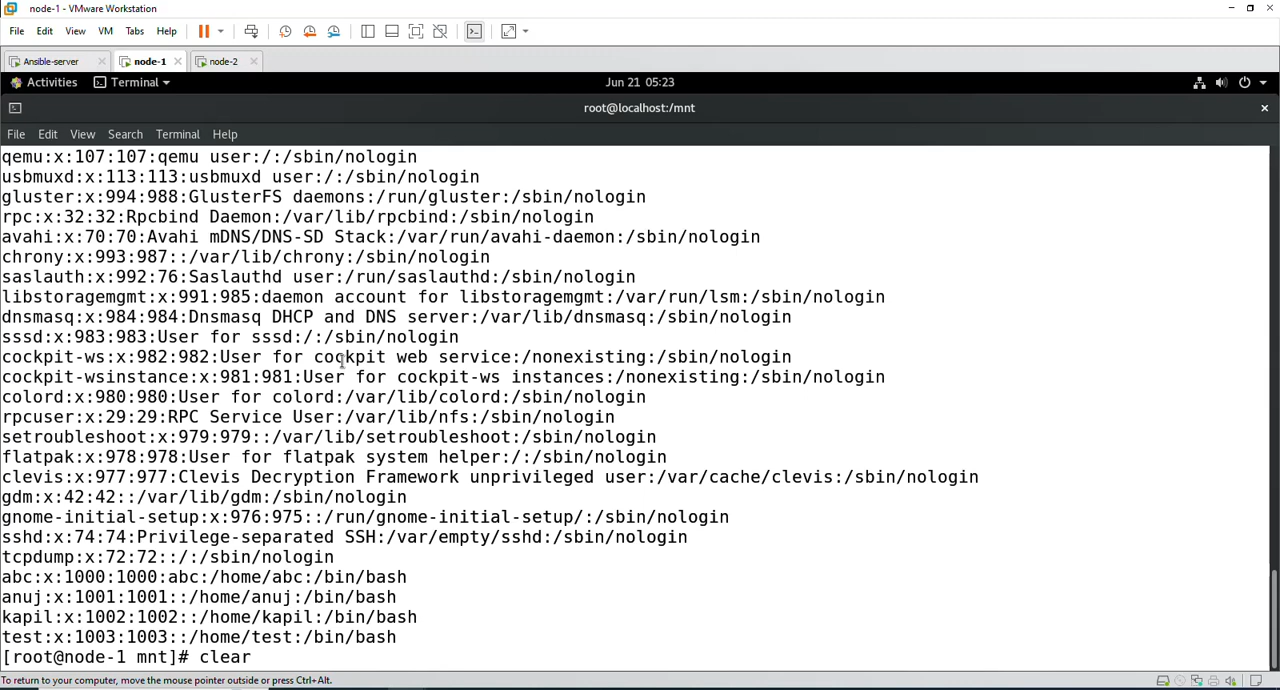 node-1 - VMware Workstation
File Edit View VM Tabs Help
Ansible-server node-1 node-2
Activities Terminal Jun 21 05:23
root@localhost:/mnt
File Edit View Search Terminal Help
qemu:x:107:107:qemu user:/:/sbin/nologin
usbmuxd:x:113:113:usbmuxd user:/:/sbin/nologin
gluster:x:994:988:GlusterFS daemons:/run/gluster:/sbin/nologin
rpc:x:32:32:Rpcbind Daemon:/var/lib/rpcbind:/sbin/nologin
avahi:x:70:70:Avahi mDNS/DNS-SD Stack:/var/run/avahi-daemon:/sbin/nologin
chrony:x:993:987::/var/lib/chrony:/sbin/nologin
saslauth:x:992:76:Saslauthd user:/run/saslauthd:/sbin/nologin
libstoragemgmt:x:991:985:daemon account for libstoragemgmt:/var/run/lsm:/sbin/nologin
dnsmasq:x:984:984:Dnsmasq DHCP and DNS server:/var/lib/dnsmasq:/sbin/nologin
sssd:x:983:983:User for sssd:/:/sbin/nologin
cockpit-ws:x:982:982:User for cockpit web service:/nonexisting:/sbin/nologin
cockpit-wsinstance:x:981:981:User for cockpit-ws instances:/nonexisting:/sbin/nologin
colord:x:980:980:User for colord:/var/lib/colord:/sbin/nologin
rpcuser:x:29:29:RPC Service User:/var/lib/nfs:/sbin/nologin
setroubleshoot:x:979:979::/var/lib/setroubleshoot:/sbin/nologin
flatpak:x:978:978:User for flatpak system helper:/:/sbin/nologin
clevis:x:977:977:Clevis Decryption Framework unprivileged user:/var/cache/clevis:/sbin/nologin
gdm:x:42:42::/var/lib/gdm:/sbin/nologin
gnome-initial-setup:x:976:975::/run/gnome-initial-setup/:/sbin/nologin
sshd:x:74:74:Privilege-separated SSH:/var/empty/sshd:/sbin/nologin
tcpdump:x:72:72::/:/sbin/nologin
abc:x:1000:1000:abc:/home/abc:/bin/bash
anuj:x:1001:1001::/home/anuj:/bin/bash
kapil:x:1002:1002::/home/kapil:/bin/bash
test:x:1003:1003::/home/test:/bin/bash
[root@node-1 mnt]# clear
To return to your computer, move the mouse pointer outside or press Ctrl+Alt.